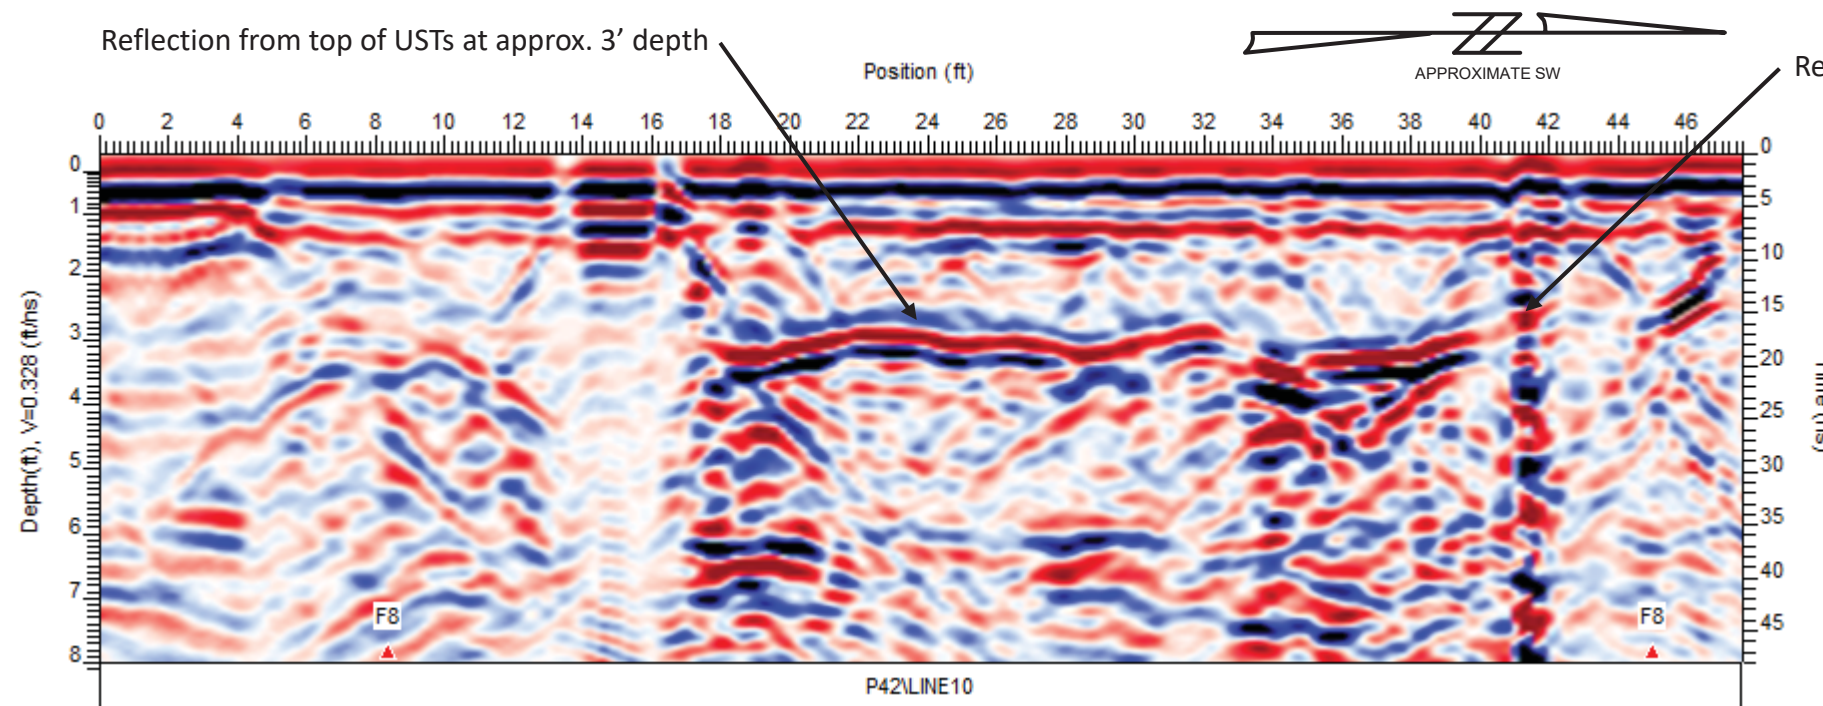 Reflection from top of USTs at approx. 3’ depth
Position (ft)
APPROXIMATE SW
Re
0 2 4 6 8 10 12 14 16 18 20 22 24 26 28 30 32 34 36 38 40 42 44 46
Depth(ft), V=0.328 (ft/ns)
0
1
2
3
4
5
6
7
8
0
5
10
15
20
25
30
35
40
45
F8
F8
P42\LINE10